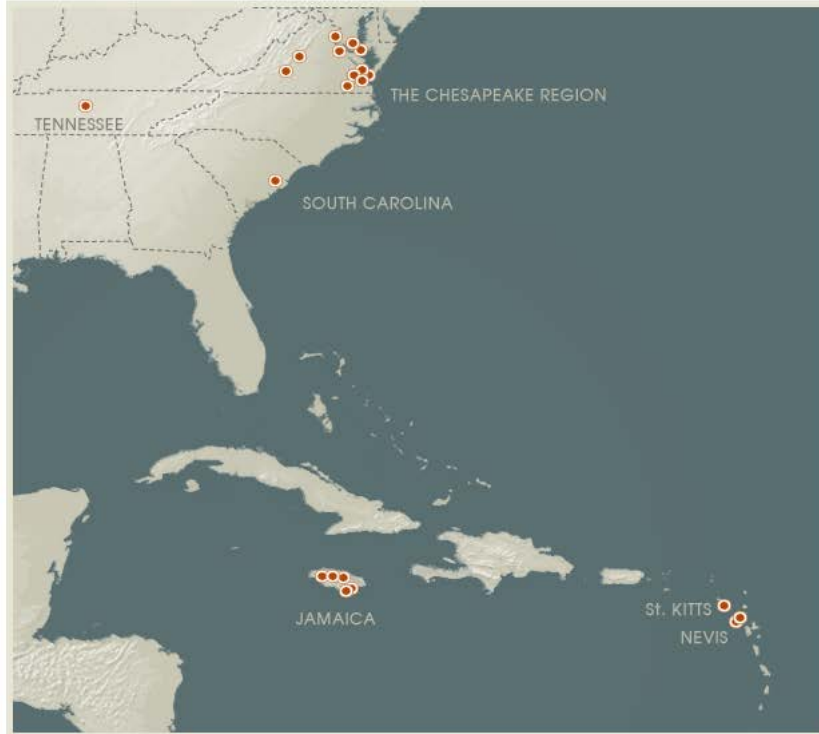 THE CHESAPEAKE REGION
TENNESSEE
SOUTH CAROLINA
St. KITTS
JAMAICA
NEVIS